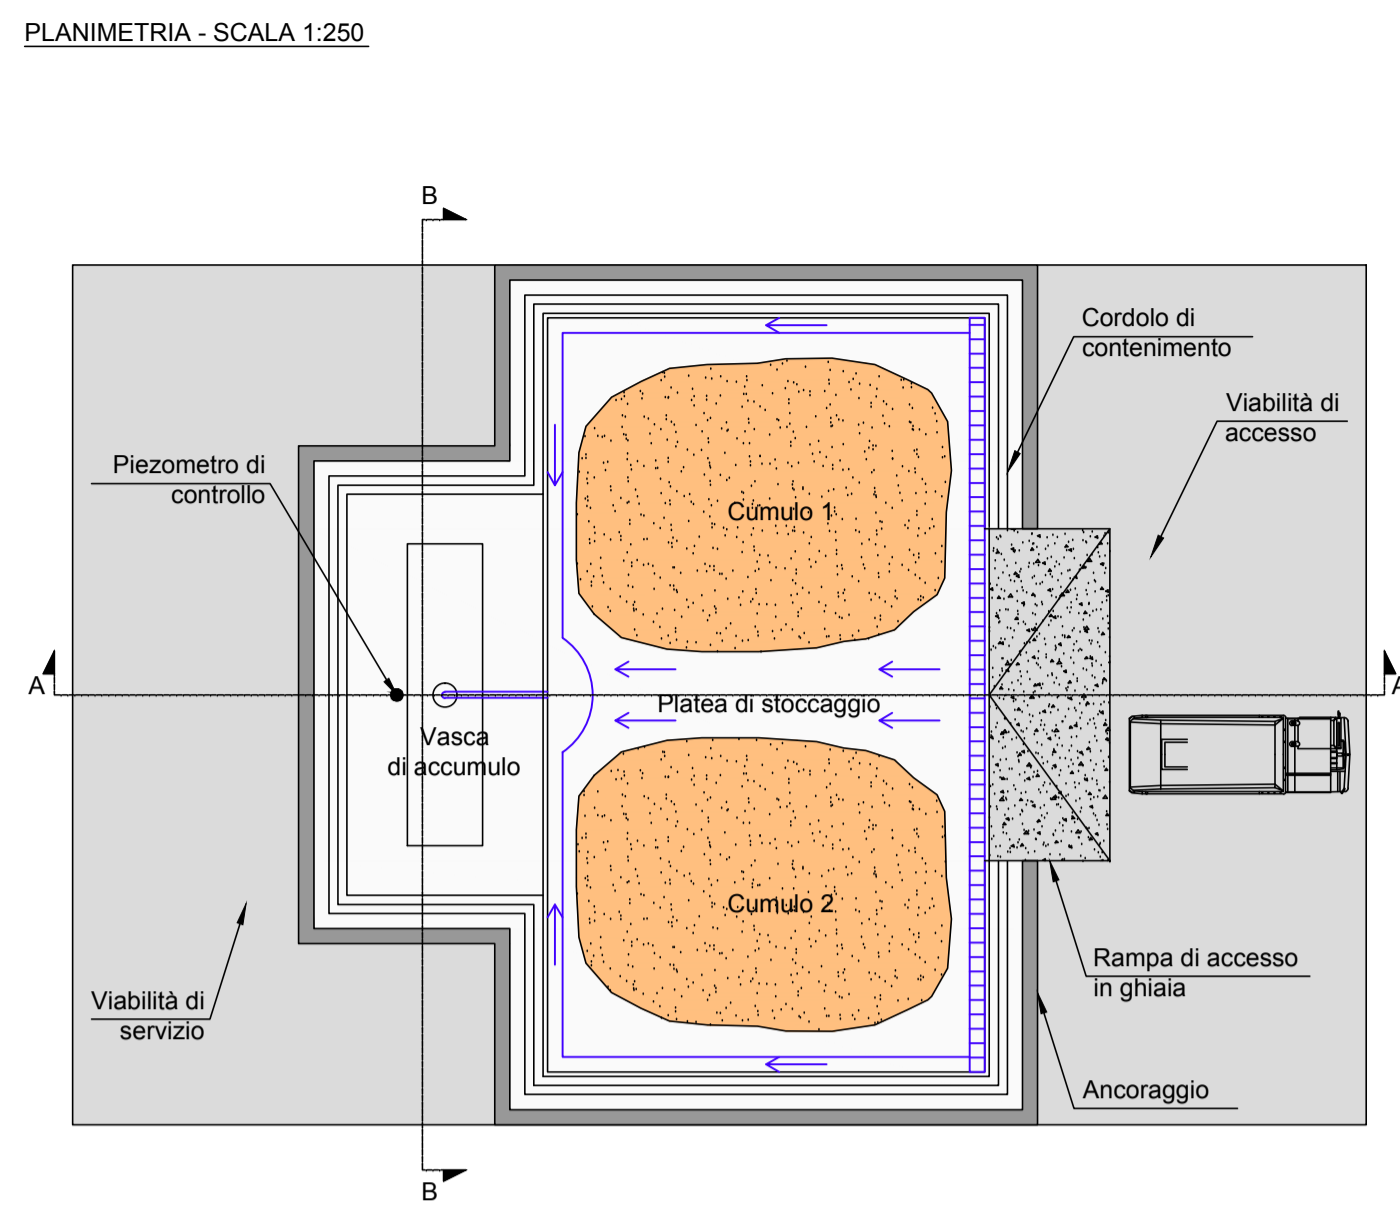 PLANIMETRIA - SCALA 1:250
B
Cordolo di
contenimento
Viabilità di
accesso
Piezometro di
controllo
Cumulo 1
A
A
Platea di stoccaggio
Vasca
di accumulo
Cumulo 2
Rampa di accesso
in ghiaia
Viabilità di
servizio
Ancoraggio
B